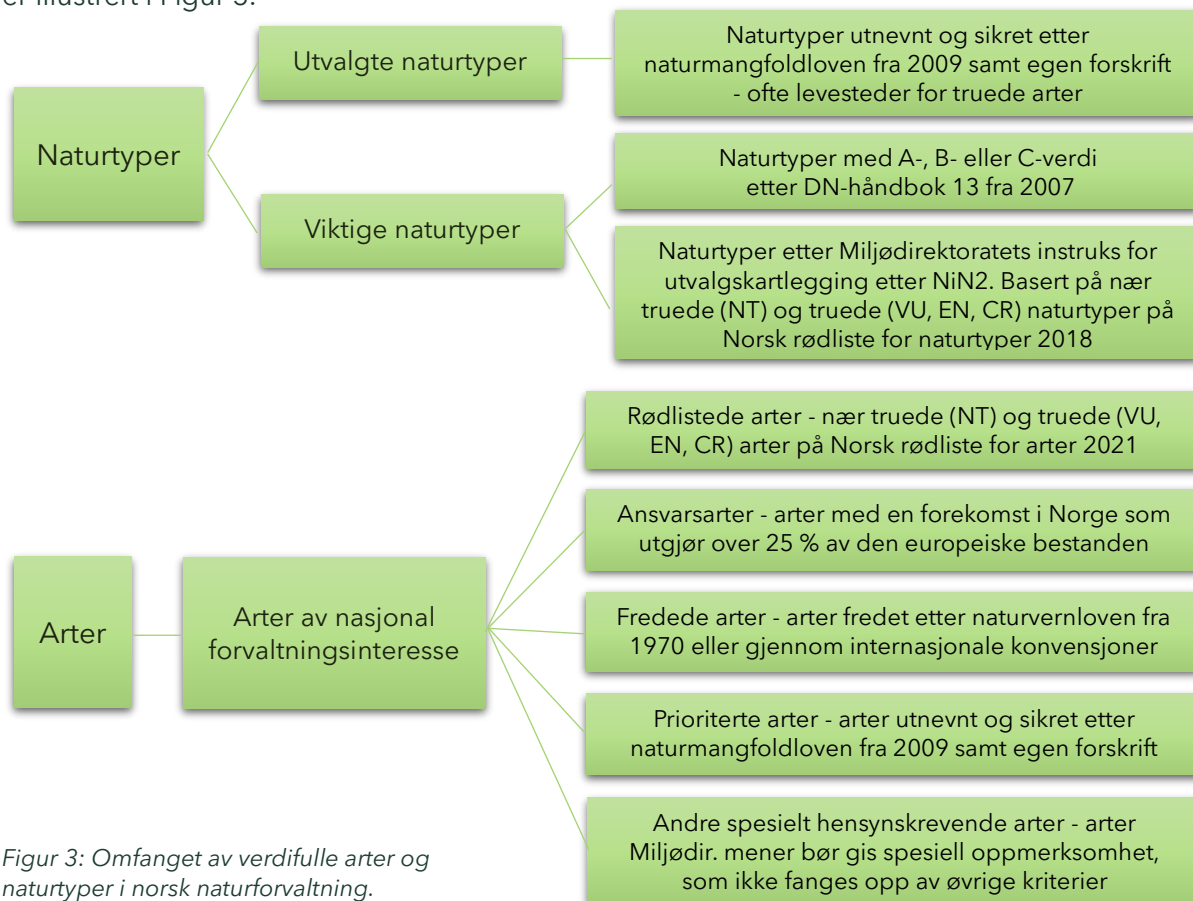 er illustrert i Figur 3.
Naturtyper
Utvalgte naturtyper
Naturtyper utnevnt og sikret etter
naturmangfoldloven fra 2009 samt egen forskrift
- ofte levesteder for truede arter
Viktige naturtyper
Naturtyper med A-, B- eller C-verdi
etter DN-håndbok 13 fra 2007
Naturtyper etter Miljødirektoratets instruks for
utvalgskartlegging etter NiN2. Basert på nær
truede (NT) og truede (VU, EN, CR) naturtyper på
Norsk rødliste for naturtyper 2018
Arter
Arter av nasjonal
forvaltningsinteresse
Rødlistede arter - nær truede (NT) og truede (VU,
EN, CR) arter på Norsk rødliste for arter 2021
Ansvarsarter - arter med en forekomst i Norge som
utgjør over 25 % av den europeiske bestanden
Fredede arter - arter fredet etter naturvernloven fra
1970 eller gjennom internasjonale konvensjoner
Prioriterte arter - arter utnevnt og sikret etter
naturmangfoldloven fra 2009 samt egen forskrift
Andre spesielt hensynskrevende arter - arter
Miljødir. mener bør gis spesiell oppmerksomhet,
som ikke fanges opp av øvrige kriterier
Figur 3: Omfanget av verdifulle arter og
naturtyper i norsk naturforvaltning.